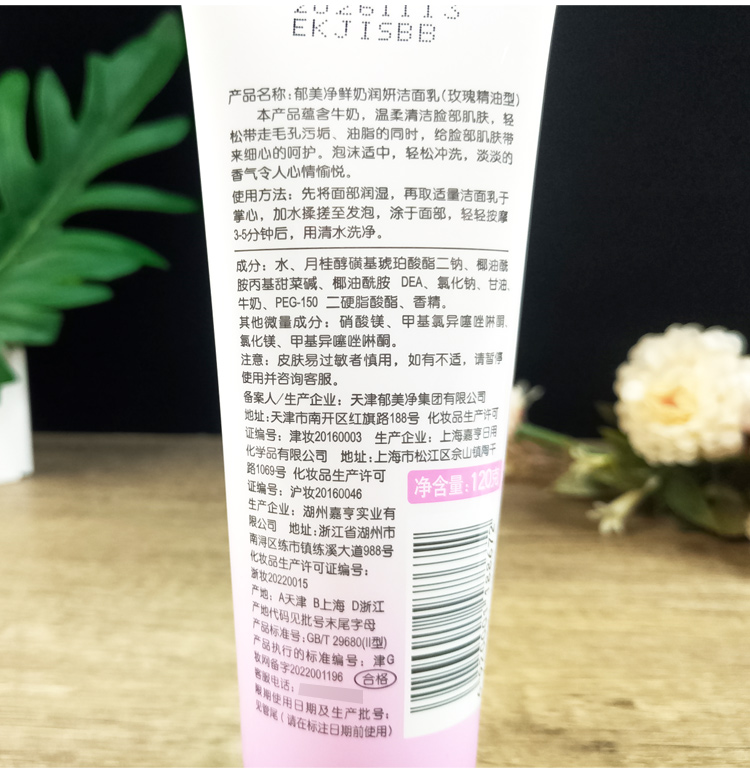 20261113
EKJISBB
产品名称:郁美净鲜奶润妍洁面乳(玫瑰精油型)
本产品蕴含牛奶，温柔清洁脸部肌肤，轻
松带走毛孔污垢、油脂的同时，给脸部肌肤带
来细心的呵护。泡沫适中，轻松冲洗，淡淡的
香气令人心情愉悦。
使用方法：先将面部润湿，再取适量洁面乳于
掌心，加水揉搓至发泡，涂于面部，轻轻按摩
3-5分钟后，用清水洗净。
成分：水、月桂醇磺基琥珀酸酯二钠、椰油酰
胺丙基甜菜碱、椰油酰胺 DEA、氯化钠、甘油、
牛奶、PEG-150 二硬脂酸酯、香精。
其他微量成分：硝酸镁、甲基氯异噻唑啉酮、
氯化镁、甲基异噻唑啉酮。
注意：皮肤易过敏者慎用，如有不适，请暂停
使用并咨询客服。
备案人/生产企业：天津郁美净集团有限公司
地址:天津市南开区红旗路188号 化妆品生产许可
证编号：津妆20160003 生产企业：上海嘉亨日用
化学品有限公司 地址:上海市松江区佘山镇陶干
路1069号 化妆品生产许可
证编号：沪妆20160046
生产企业：湖州嘉亨实业有
限公司 地址:浙江省湖州市
南浔区练市镇练溪大道988号
化妆品生产许可证编号：
浙妆20220015
产地：A天津 B上海 D浙江
产地代码见批号末尾字母
产品标准号:GB/T 29680(II型)
产品执行的标准编号：津G
妆网备字2022001196 合格
客服电话：
限期使用日期及生产批号：
见管尾（请在标注日期前使用）
净含量:120克